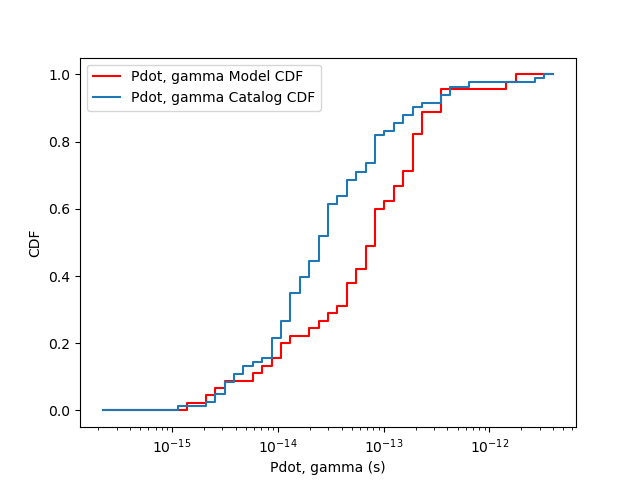 Pdot, gamma Model CDF
Pdot, gamma Catalog CDF
1.0
0.8
0.6
0.4
0.2
0.0
CDF
10⁻¹⁵ 10⁻¹⁴ 10⁻¹³ 10⁻¹²
Pdot, gamma (s)